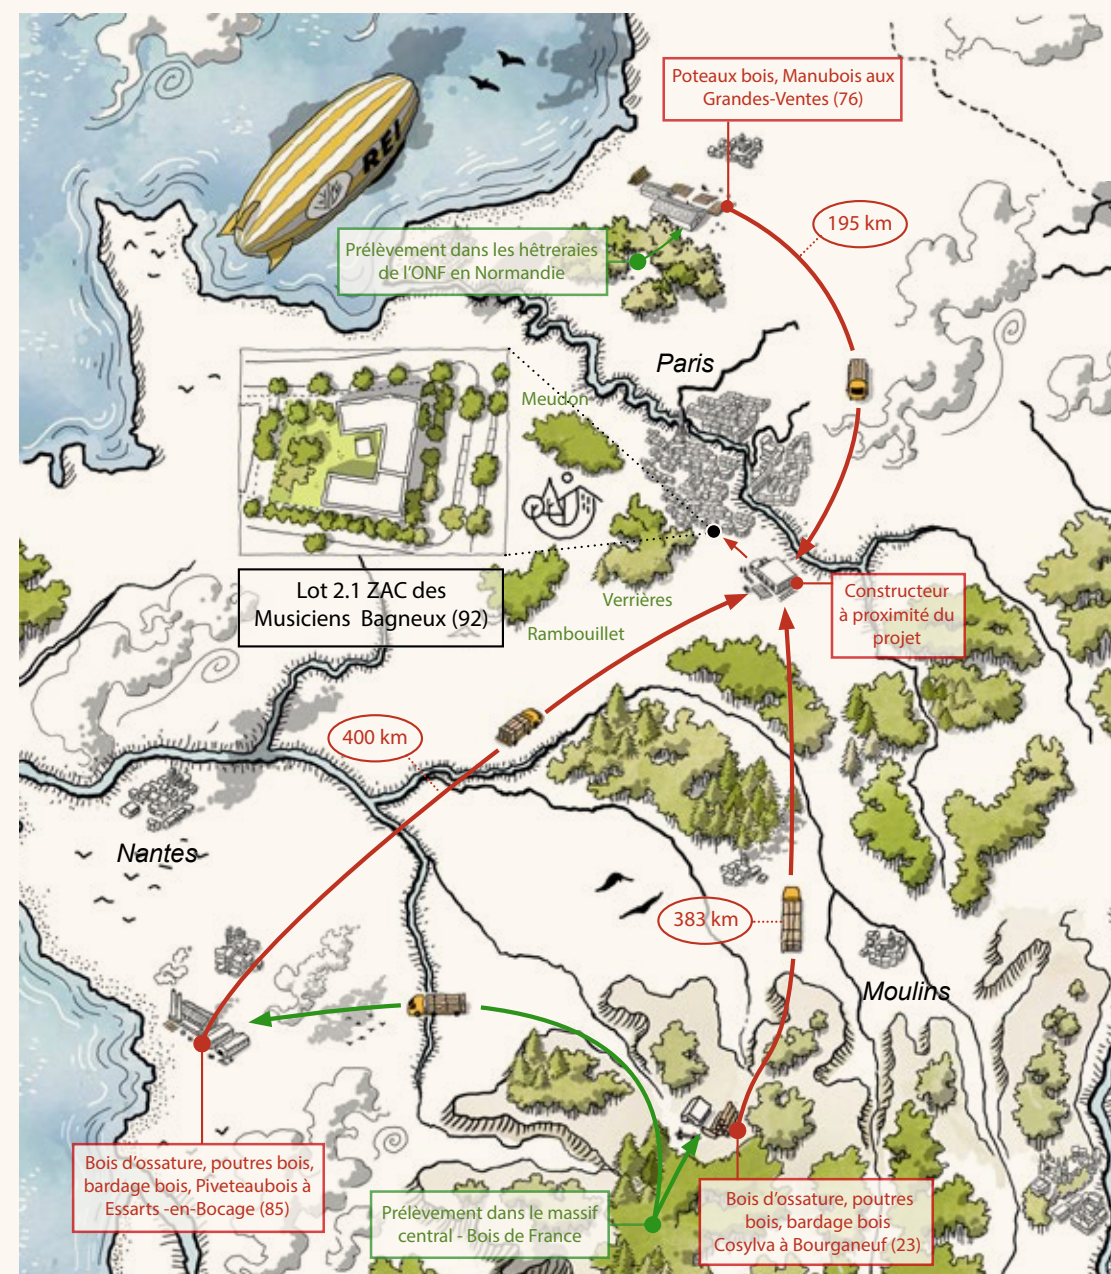 Poteaux bois, Manubois aux
Grandes-Ventes (76)
REI
195 km
Prélèvement dans les hêtreraies
de l'ONF en Normandie
Paris
Meudon
Lot 2.1 ZAC des
Musiciens Bagneux (92)
Verrières
Rambouillet
Constructeur
à proximité du
projet
400 km
Nantes
383 km
Moulins
Bois d'ossature, poutres bois,
bardage bois, Piveteaubois à
Essarts -en-Bocage (85)
Prélèvement dans le massif
central - Bois de France
Bois d'ossature, poutres
bois, bardage bois
Cosylva à Bourganeuf (23)